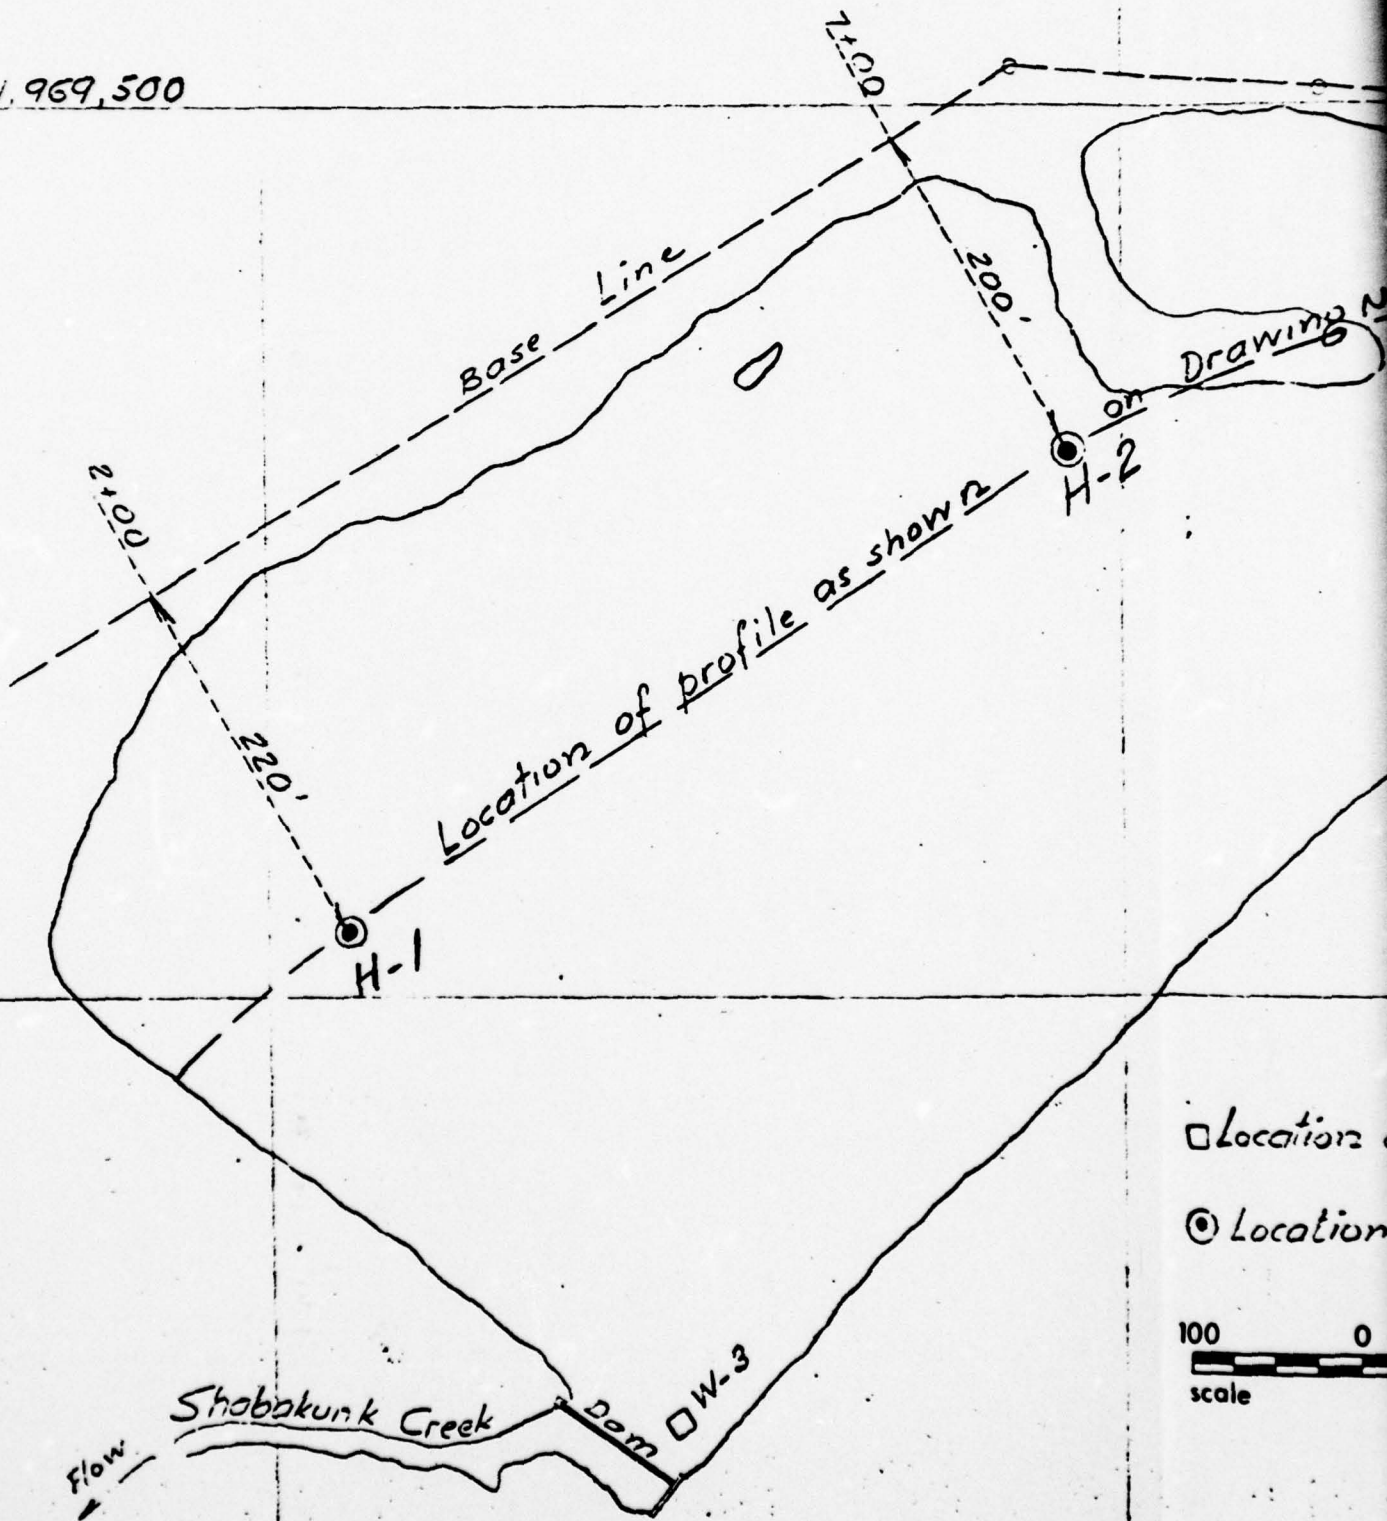 969,500
7+00
Base Line
200'
on Drawing
H-2
2+00
Location of profile as shown
220'
H-1
Location
Location
100 0
scale
W-3
Dam
Shabakunk Creek
Flow